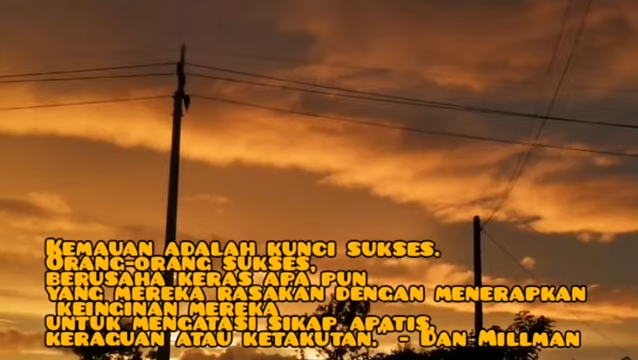 Kemauan adalah kunci sukses.
Orang-orang sukses,
berusaha keras apa pun
yang mereka rasakan dengan menerapkan
keinginan mereka
untuk mengatasi sikap apatis,
keraguan atau ketakutan." - Dan Millman